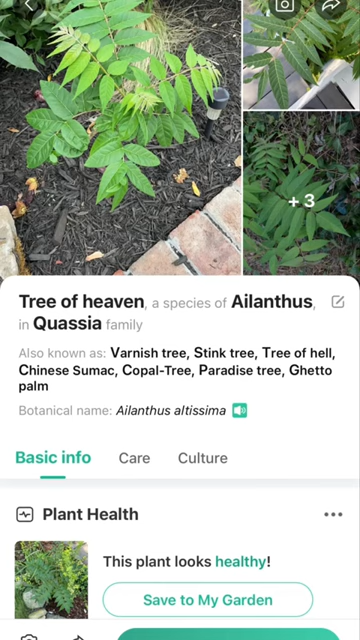 + 3
Tree of heaven, a species of Ailanthus,
in Quassia family
Also known as: Varnish tree, Stink tree, Tree of hell,
Chinese Sumac, Copal-Tree, Paradise tree, Ghetto
palm
Botanical name: Ailanthus altissima
Basic info Care Culture
Plant Health
This plant looks healthy!
Save to My Garden